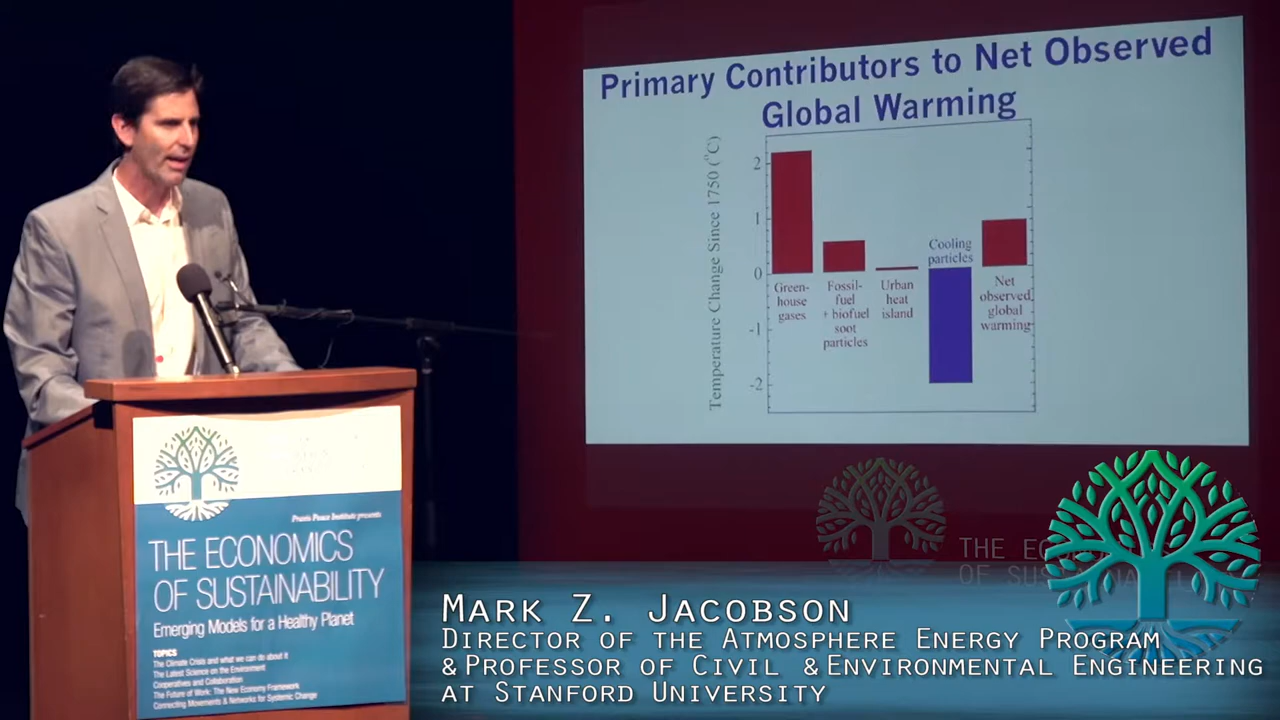 Primary Contributors to Net Observed
Global Warming
Temperature Change Since 1750 (°C)
2
1
0
-1
-2
Green-
house
gases
Fossil-
fuel
+ biofuel
soot
particles
Urban
heat
island
Cooling
particles
Net
observed
global
warming
Praxis Peace Institute presents
THE ECONOMICS
OF SUSTAINABILITY
Emerging Models for a Healthy Planet
TOPICS
The Climate Crisis and what we can do about it
The Latest Science on the Environment
Cooperatives and Collaboration
The Future of Work: The New Economy Framework
Connecting Movements & Networks for Systemic Change
THE
OF
MARK Z. JACOBSON
DIRECTOR OF THE ATMOSPHERE ENERGY PROGRAM
& PROFESSOR OF CIVIL & ENVIRONMENTAL ENGINEERING
AT STANFORD UNIVERSITY